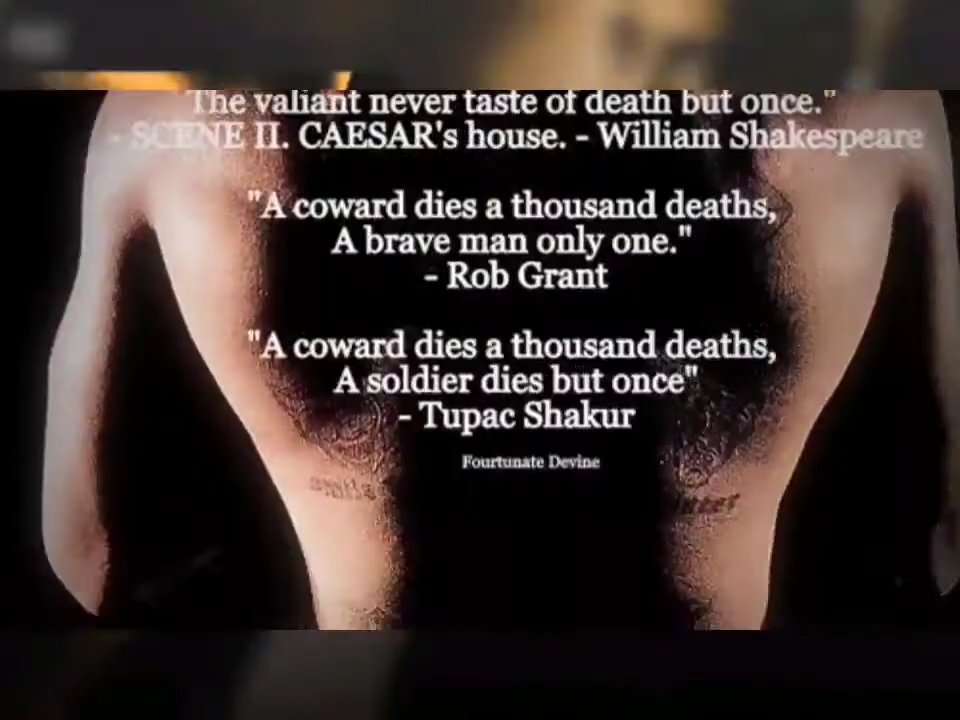 The valiant never taste of death but once."
- SCENE II. CAESAR's house. - William Shakespeare
"A coward dies a thousand deaths,
A brave man only one."
- Rob Grant
"A coward dies a thousand deaths,
A soldier dies but once"
- Tupac Shakur
Fourtunate Devine